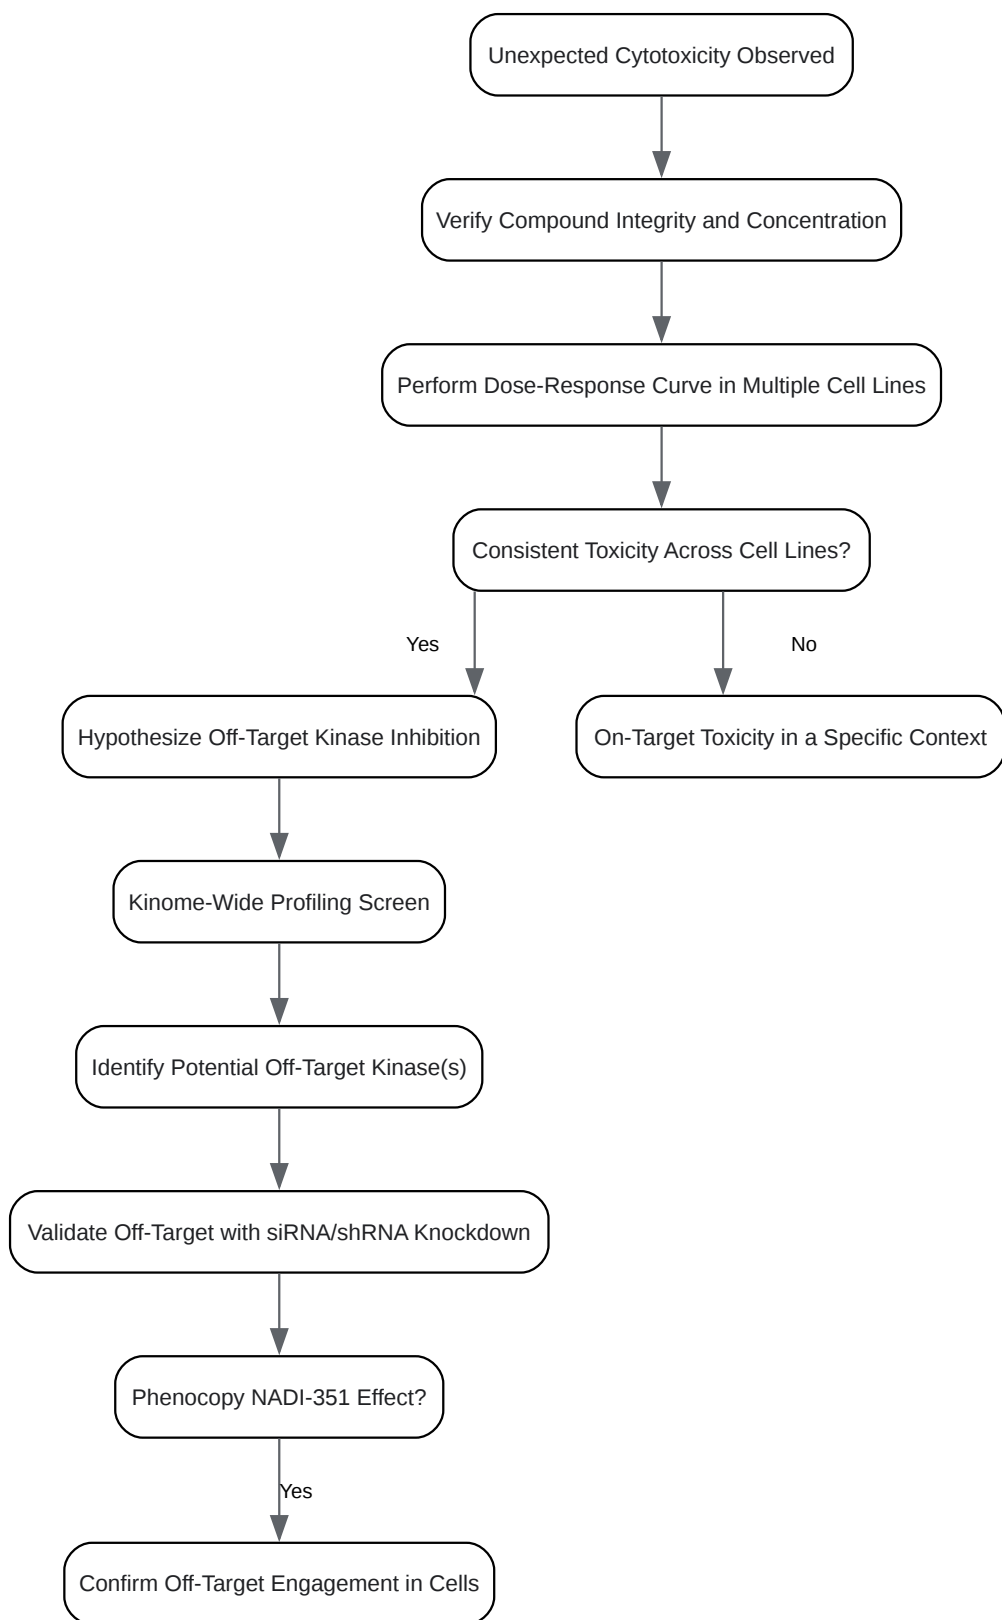 Unexpected Cytotoxicity Observed
Verify Compound Integrity and Concentration
Perform Dose-Response Curve in Multiple Cell Lines
Consistent Toxicity Across Cell Lines?
Yes
No
Hypothesize Off-Target Kinase Inhibition
On-Target Toxicity in a Specific Context
Kinome-Wide Profiling Screen
Identify Potential Off-Target Kinase(s)
Validate Off-Target with siRNA/shRNA Knockdown
Phenocopy NADI-351 Effect?
Yes
Confirm Off-Target Engagement in Cells